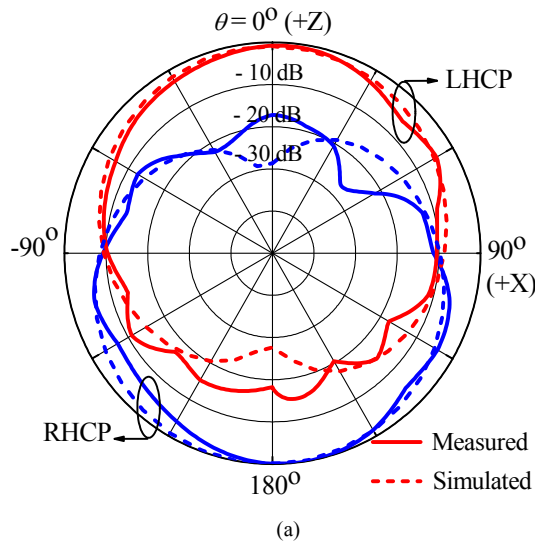 θ = 0° (+Z)
- 10 dB
LHCP
- 20 dB
30 dB
-90°
90°
(+X)
RHCP
Measured
180°
Simulated
(a)